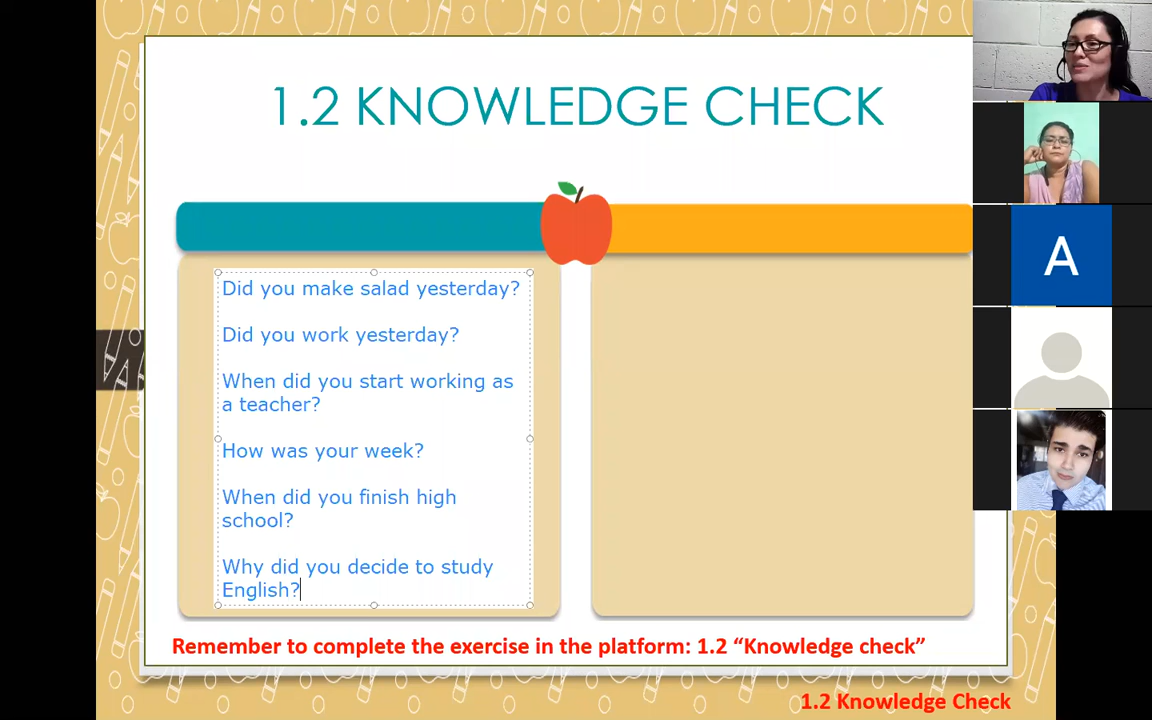 1.2 KNOWLEDGE CHECK
Did you make salad yesterday?
Did you work yesterday?
When did you start working as
a teacher?
How was your week?
When did you finish high
school?
Why did you decide to study
English?
Remember to complete the exercise in the platform: 1.2 “Knowledge check”
1.2 Knowledge Check
A